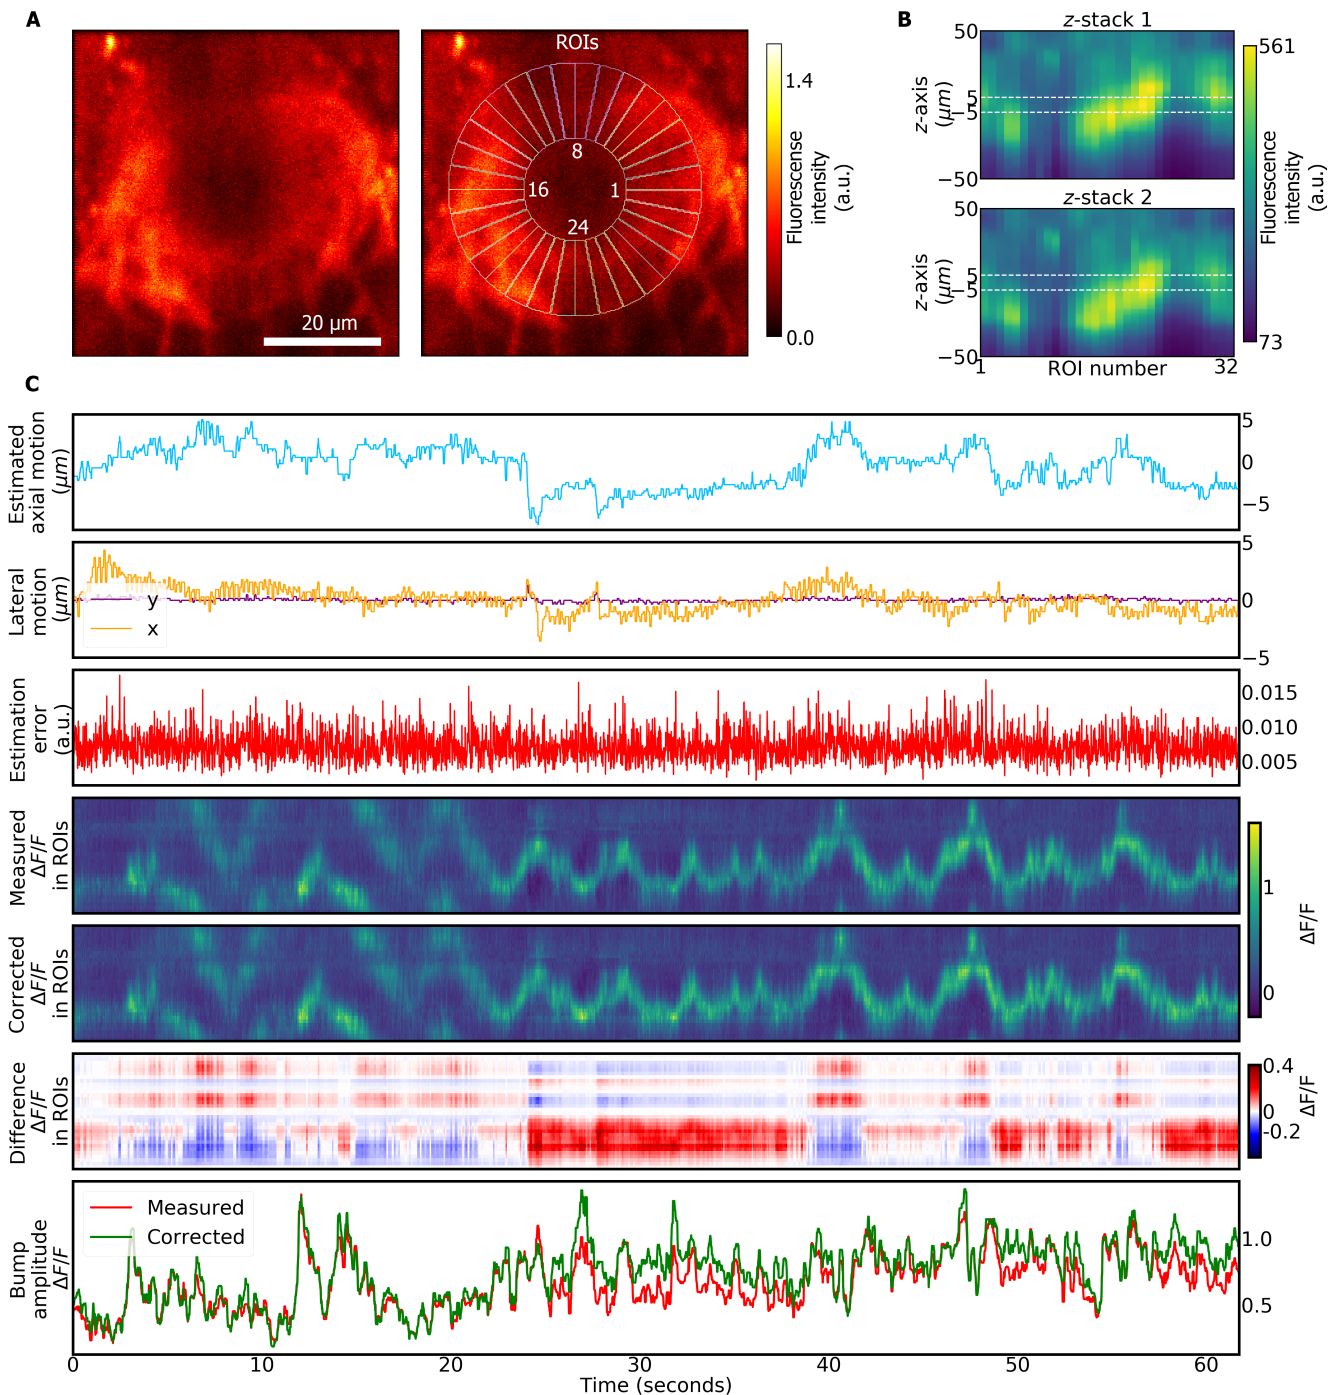 A
ROIs
8
16
1
24
20 µm
1.4
0.0
Fluorescense
intensity
(a.u.)
B
z-stack 1
50
5
−5
−50
z-axis
(µm)
z-stack 2
50
5
−5
−50
z-axis
(µm)
1
ROI number
32
561
73
Fluorescence
intensity
(a.u.)
C
Estimated
axial motion
(µm)
5
0
−5
Lateral
motion
(µm)
y
x
5
0
−5
Estimation
error
(a.u.)
0.015
0.010
0.005
Measured
ΔF/F
in ROIs
Corrected
ΔF/F
in ROIs
1
0
ΔF/F
Difference
ΔF/F
in ROIs
0.4
0
-0.2
ΔF/F
Bump
amplitude
ΔF/F
Measured
Corrected
1.0
0.5
0
10
20
30
40
50
60
Time (seconds)